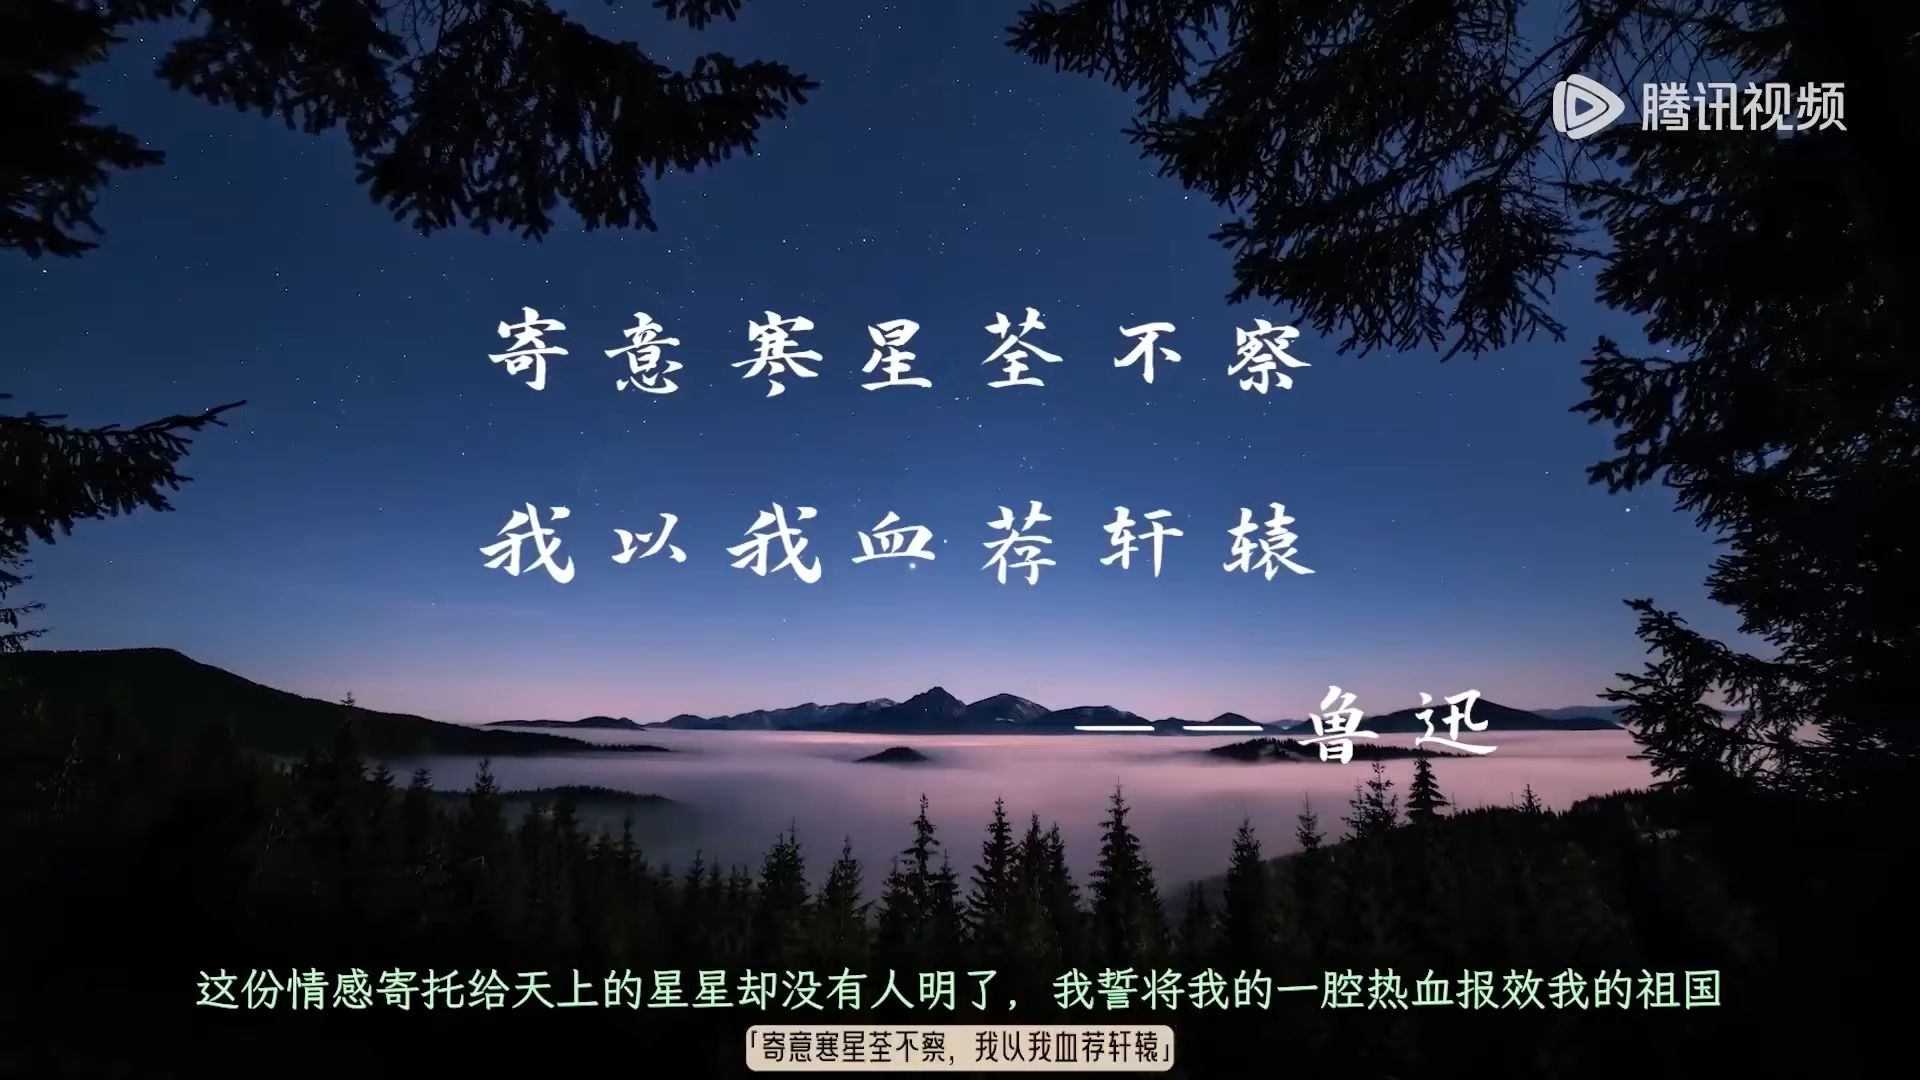 腾讯视频
寄意寒星荃不察
我以我血荐轩辕
——鲁迅
这份情感寄托给天上的星星却没有人明了，我誓将我的一腔热血报效我的祖国
「寄意寒星荃不察，我以我血荐轩辕」